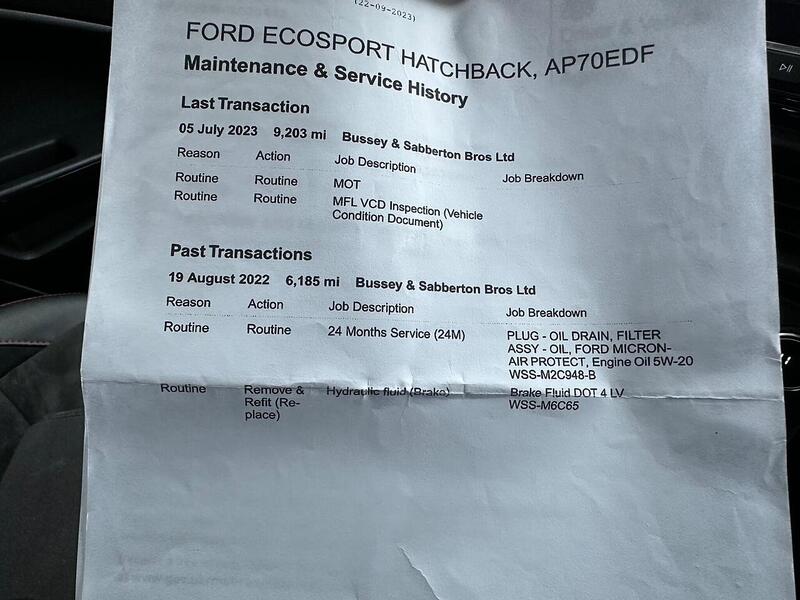 (22-09-2023)
FORD ECOSPORT HATCHBACK, AP70EDF
Maintenance & Service History
Last Transaction
05 July 2023 9,203 mi Bussey & Sabberton Bros Ltd
Reason Action Job Description Job Breakdown
Routine Routine MOT
Routine Routine MFL VCD Inspection (Vehicle
Condition Document)
Past Transactions
19 August 2022 6,185 mi Bussey & Sabberton Bros Ltd
Reason Action Job Description Job Breakdown
Routine Routine 24 Months Service (24M) PLUG - OIL DRAIN, FILTER
ASSY - OIL, FORD MICRON-
AIR PROTECT, Engine Oil 5W-20
WSS-M2C948-B
Routine Remove & Hydraulic fluid (Brake) Brake Fluid DOT 4 LV
Refit (Re- WSS-M6C65
place)